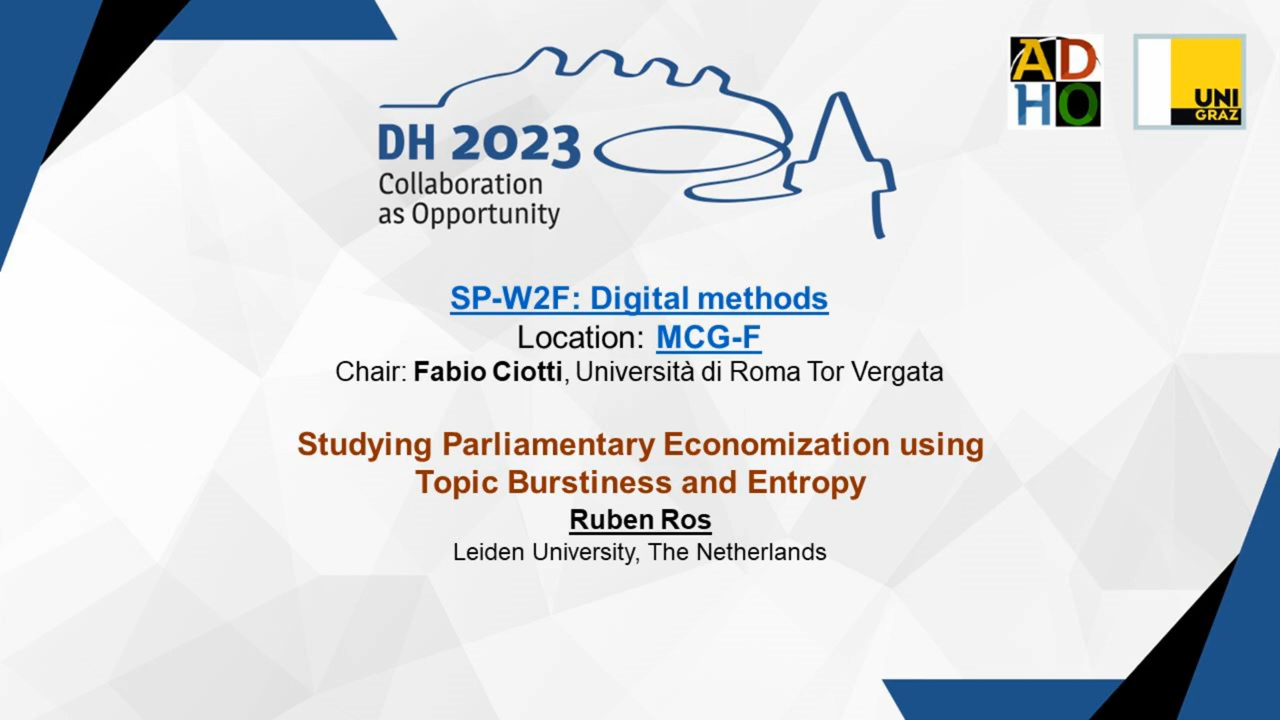 DH 2023
Collaboration
as Opportunity
AD
HO
UNI
GRAZ
SP-W2F: Digital methods
Location: MCG-F
Chair: Fabio Ciotti, Università di Roma Tor Vergata
Studying Parliamentary Economization using
Topic Burstiness and Entropy
Ruben Ros
Leiden University, The Netherlands